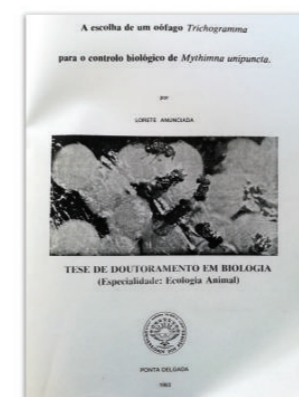 A escolha de um oófago Trichogramma
para o controlo biológico de Mythimna unipuncta.
por
LORETE ANUNCIADA
TESE DE DOUTORAMENTO EM BIOLOGIA
(Especialidade: Ecologia Animal)
PONTA DELGADA